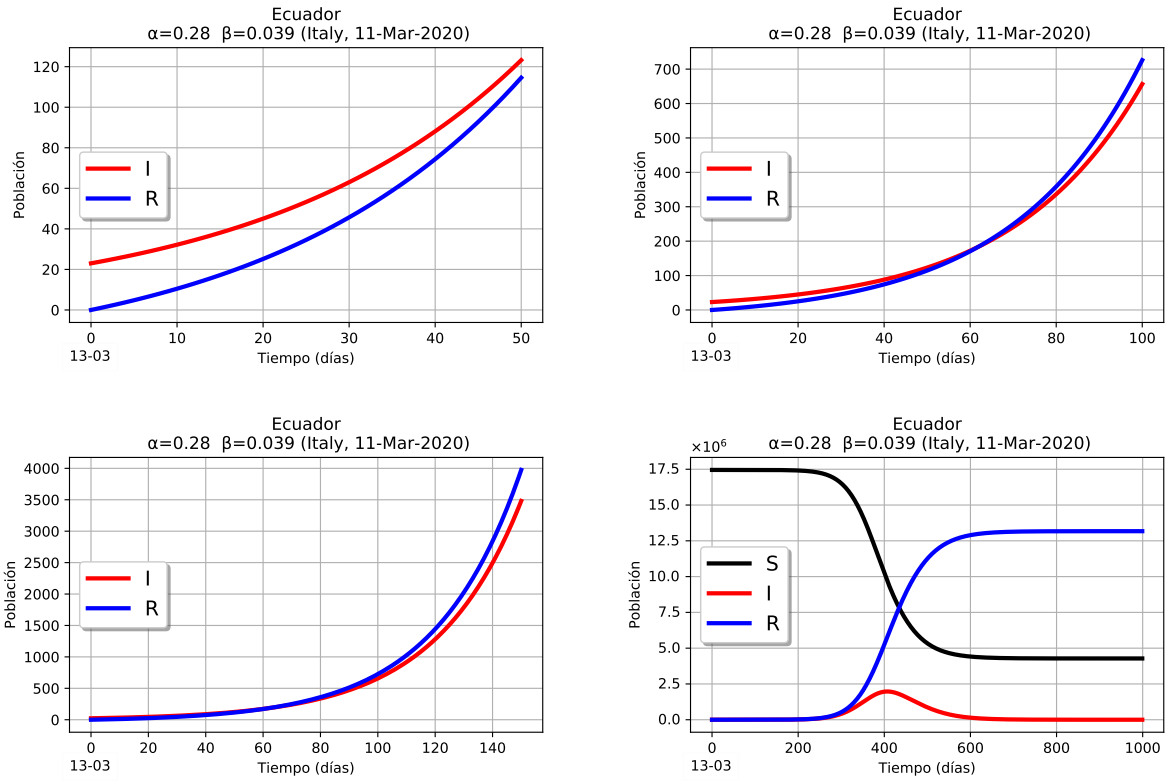 Ecuador
α=0.28  β=0.039 (Italy, 11-Mar-2020)
120
100
80
60
40
20
0
Población
I
R
0
10
20
30
40
50
13-03
Tiempo (días)
Ecuador
α=0.28  β=0.039 (Italy, 11-Mar-2020)
700
600
500
400
300
200
100
0
Población
I
R
0
20
40
60
80
100
13-03
Tiempo (días)
Ecuador
α=0.28  β=0.039 (Italy, 11-Mar-2020)
4000
3500
3000
2500
2000
1500
1000
500
0
Población
I
R
0
20
40
60
80
100
120
140
13-03
Tiempo (días)
Ecuador
α=0.28  β=0.039 (Italy, 11-Mar-2020)
×10⁶
17.5
15.0
12.5
10.0
7.5
5.0
2.5
0.0
Población
S
I
R
0
200
400
600
800
1000
13-03
Tiempo (días)